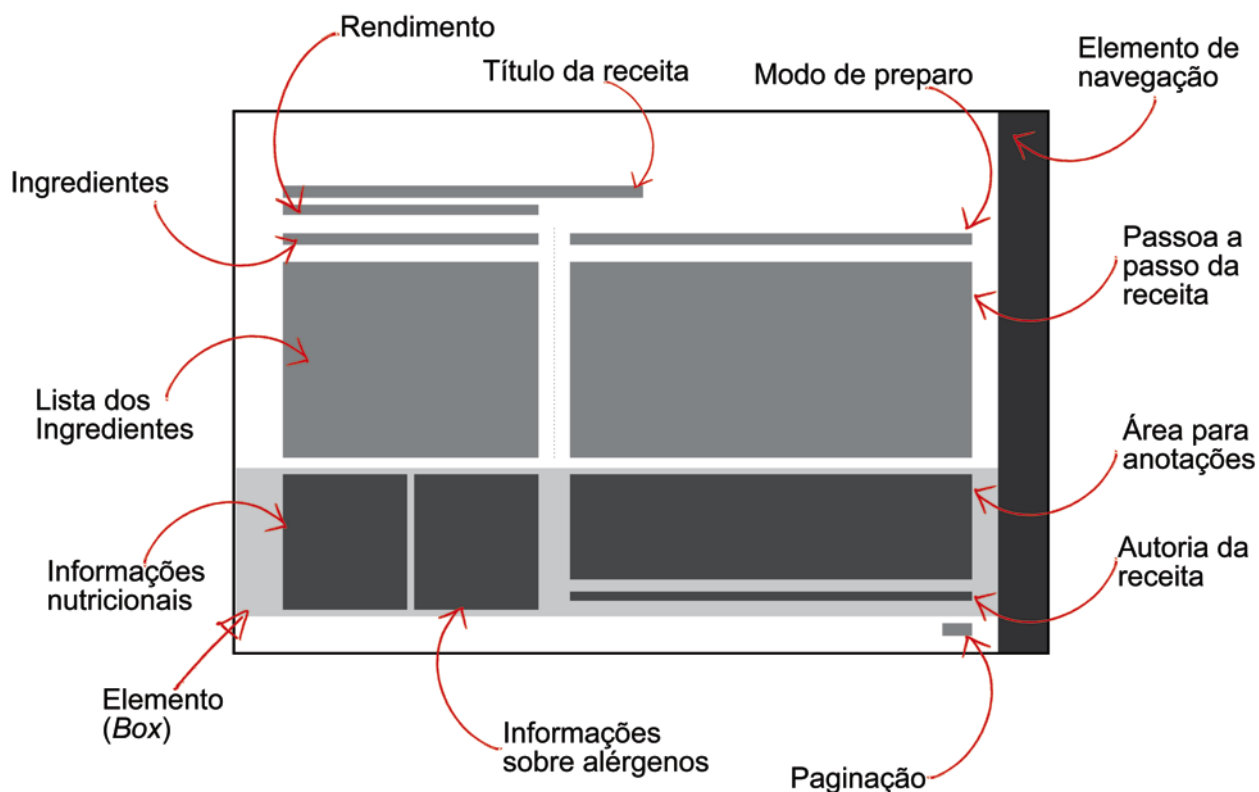 Rendimento
Título da receita
Modo de preparo
Elemento de
navegação
Ingredientes
Passoa a
passo da
receita
Lista dos
Ingredientes
Área para
anotações
Informações
nutricionais
Autoria da
receita
Elemento
(Box)
Informações
sobre alérgenos
Paginação